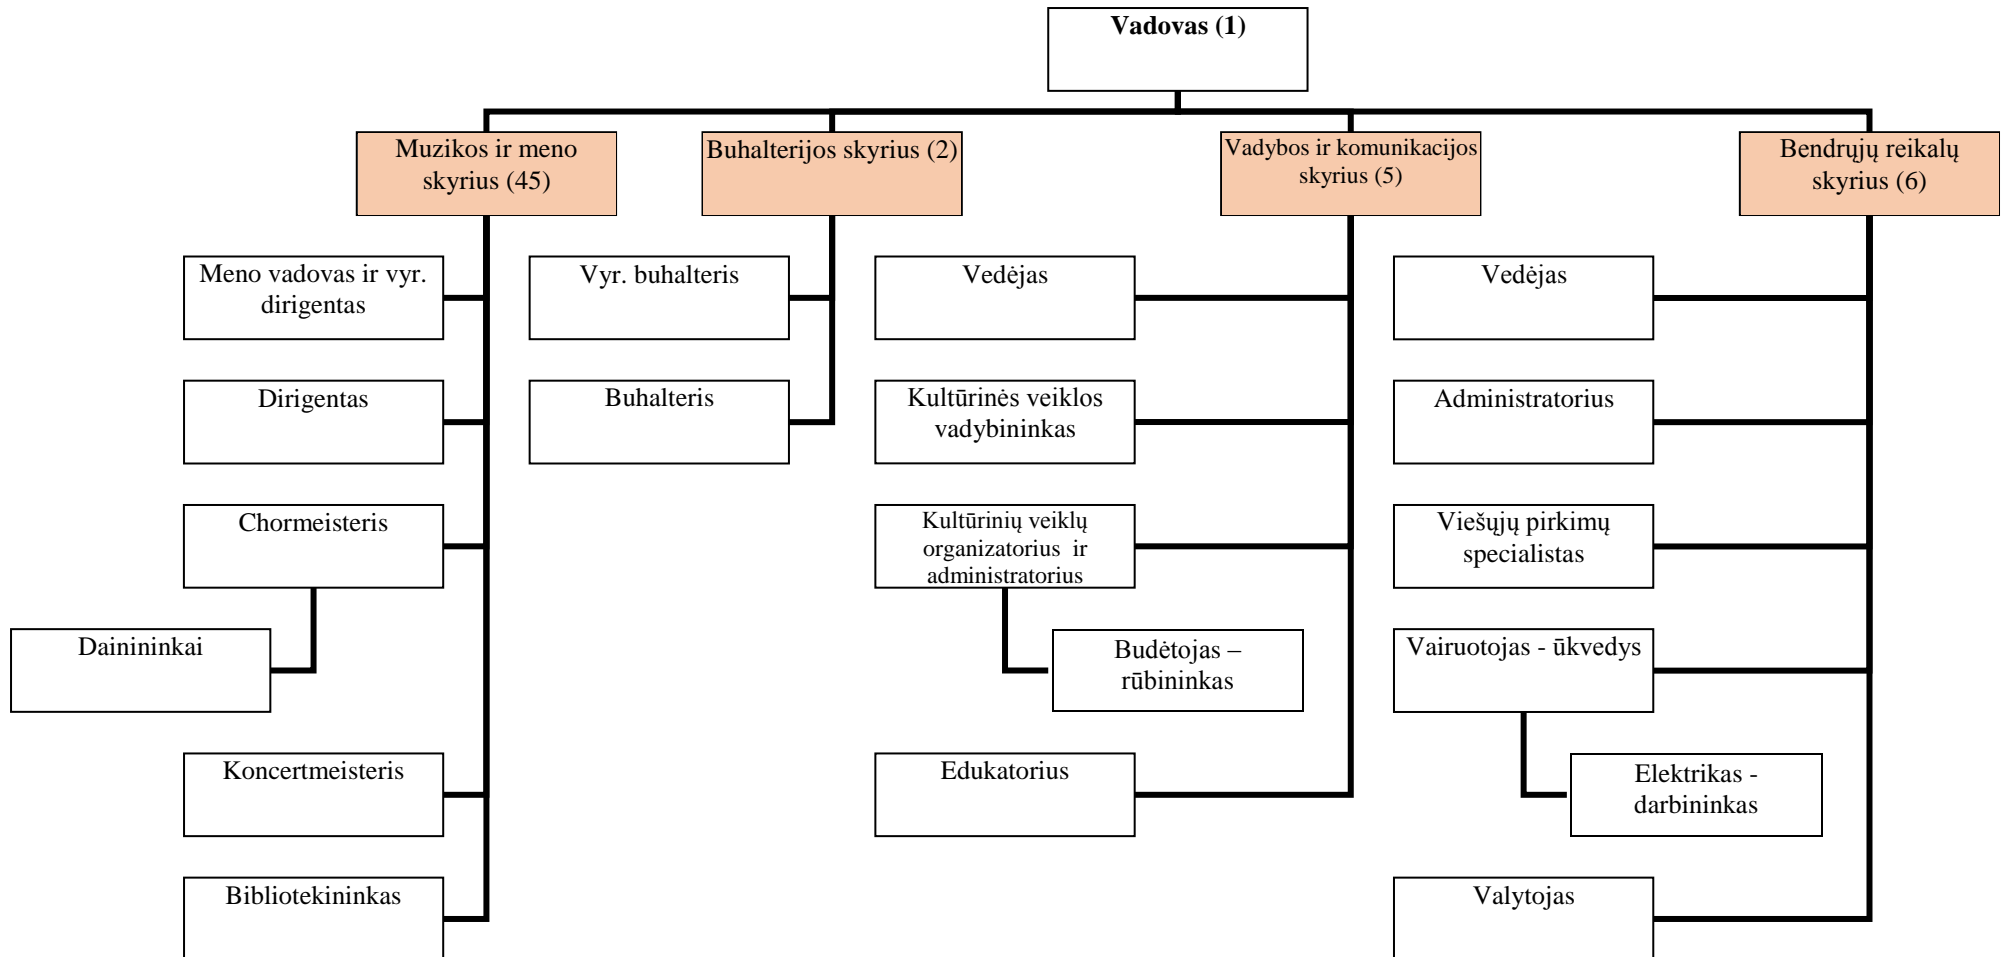 Vadovas (1)
Muzikos ir meno
skyrius (45)
Buhalterijos skyrius (2)
Vadybos ir komunikacijos
skyrius (5)
Bendrųjų reikalų
skyrius (6)
Meno vadovas ir vyr.
dirigentas
Vyr. buhalteris
Vedėjas
Vedėjas
Dirigentas
Buhalteris
Kultūrinės veiklos
vadybininkas
Administratorius
Chormeisteris
Kultūrinių veiklų
organizatorius ir
administratorius
Viešųjų pirkimų
specialistas
Dainininkai
Budėtojas –
rūbininkas
Vairuotojas - ūkvedys
Koncertmeisteris
Edukatorius
Elektrikas -
darbininkas
Bibliotekininkas
Valytojas